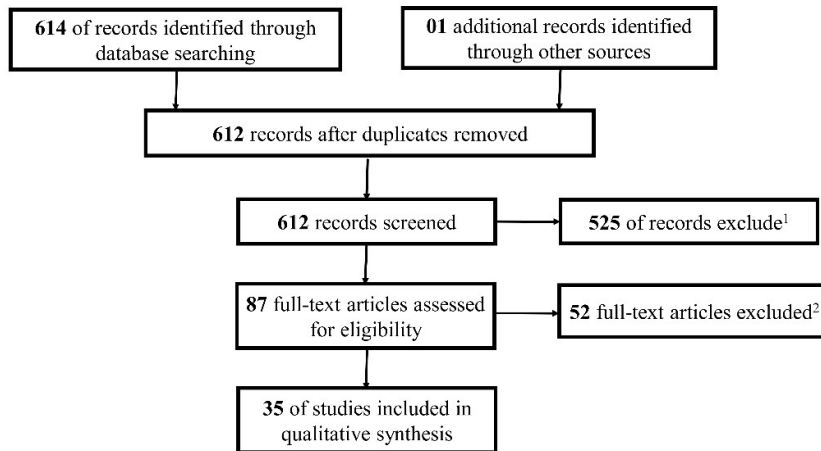 614 of records identified through
database searching
01 additional records identified
through other sources
612 records after duplicates removed
612 records screened
525 of records exclude¹
87 full-text articles assessed
for eligibility
52 full-text articles excluded²
35 of studies included in
qualitative synthesis